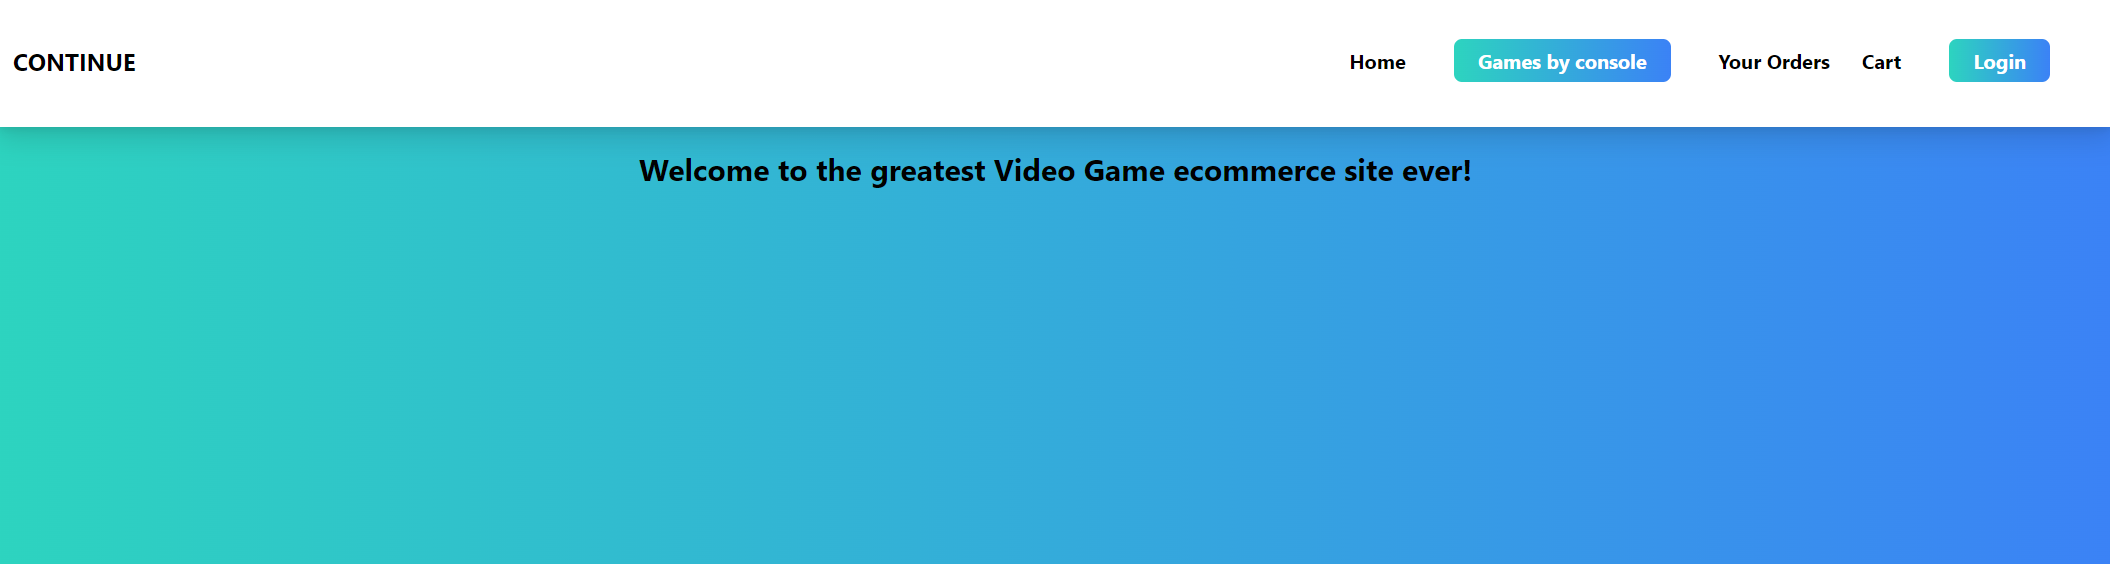 CONTINUE
Home Games by console Your Orders Cart Login
Welcome to the greatest Video Game ecommerce site ever!